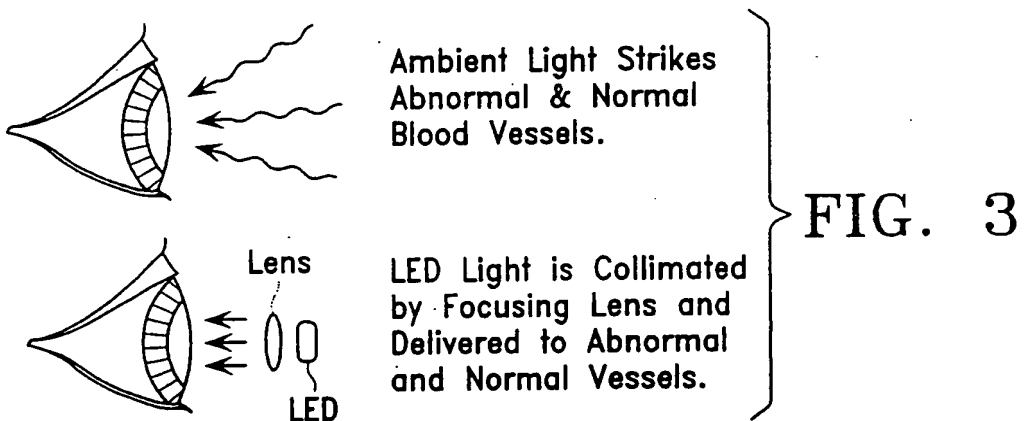 Ambient Light Strikes
Abnormal & Normal
Blood Vessels.
FIG. 3
Lens
LED
LED Light is Collimated
by Focusing Lens and
Delivered to Abnormal
and Normal Vessels.